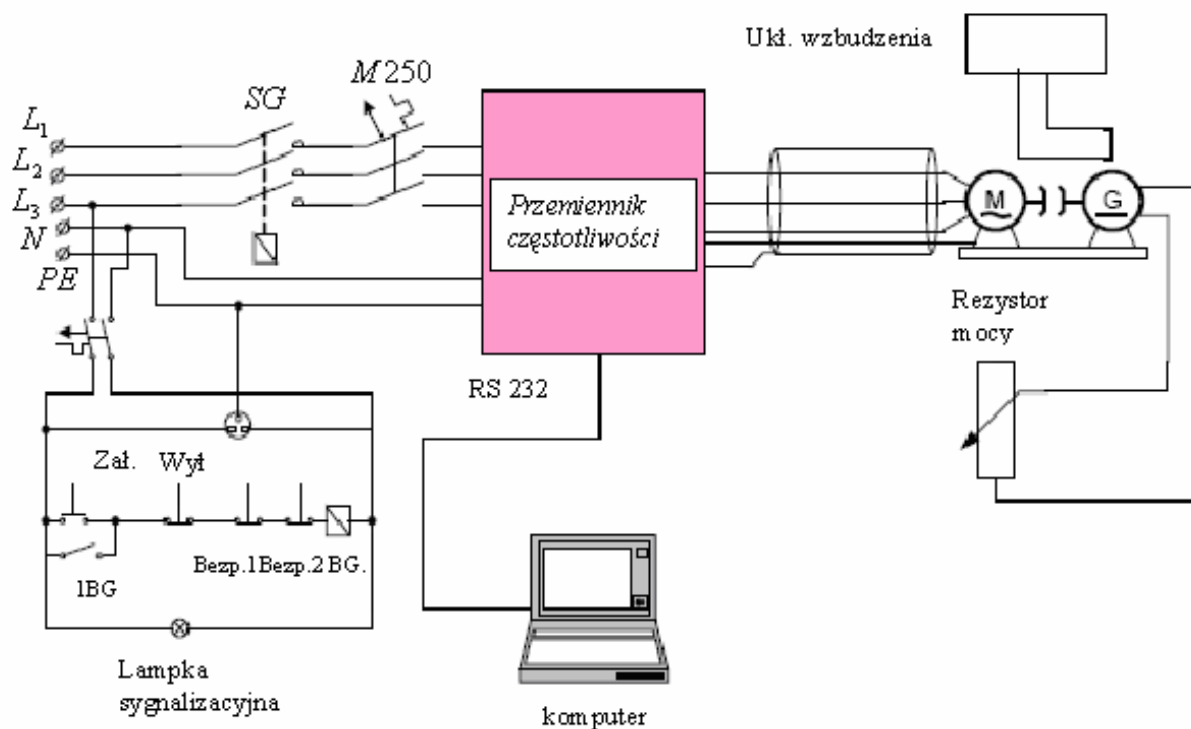 Ukł. wzbudzenia
M 250
SG
L1
L2
L3
N
PE
Przemiennik
częstotliwości
M
G
Rezystor
mocy
RS 232
Zał.
Wył
Bezp.1 Bezp.2 BG.
1BG
Lampka
sygnalizacyjna
komputer